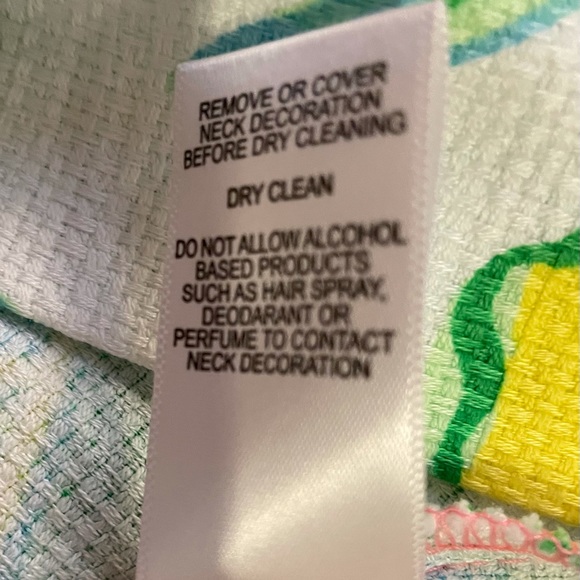 REMOVE OR COVER
NECK DECORATION
BEFORE DRY CLEANING
DRY CLEAN
DO NOT ALLOW ALCOHOL
BASED PRODUCTS
SUCH AS HAIR SPRAY,
DEODARANT OR
PERFUME TO CONTACT
NECK DECORATION